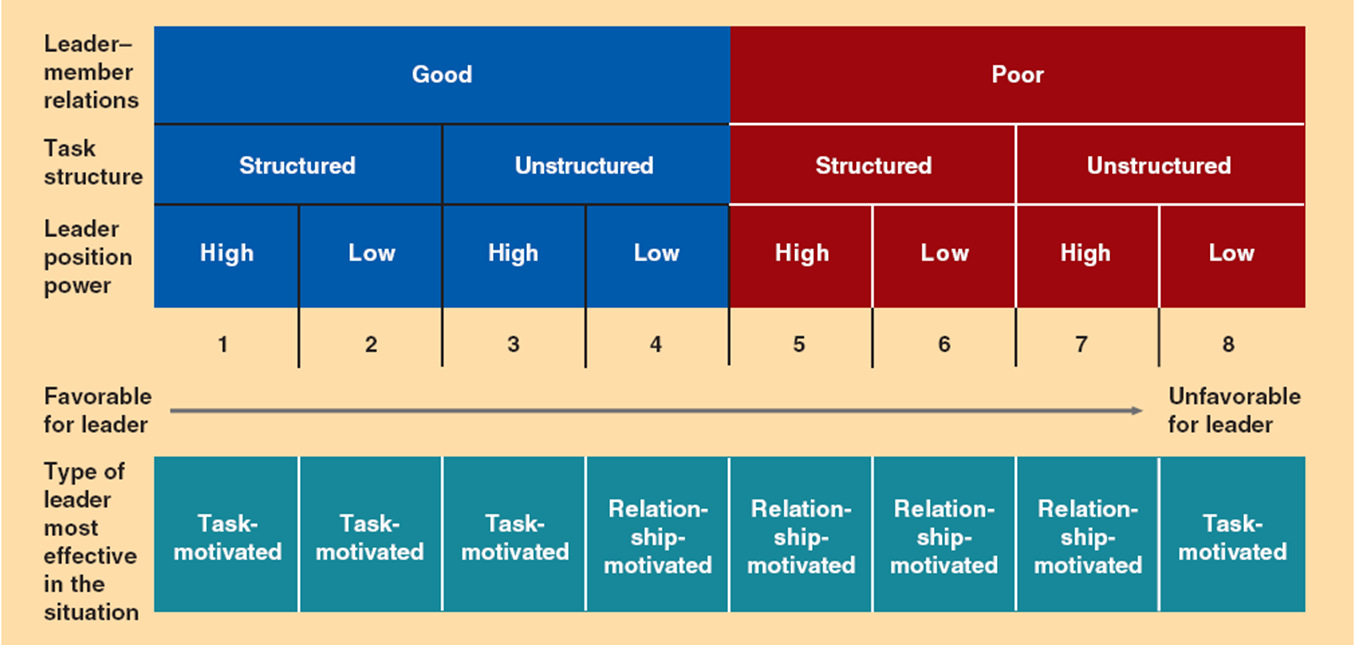 Leader–
member
relations
Good
Poor
Task
structure
Structured
Unstructured
Structured
Unstructured
Leader
position
power
High
Low
High
Low
High
Low
High
Low
1
2
3
4
5
6
7
8
Favorable
for leader
Unfavorable
for leader
Type of
leader
most
effective
in the
situation
Task-
motivated
Task-
motivated
Task-
motivated
Relation-
ship-
motivated
Relation-
ship-
motivated
Relation-
ship-
motivated
Relation-
ship-
motivated
Task-
motivated